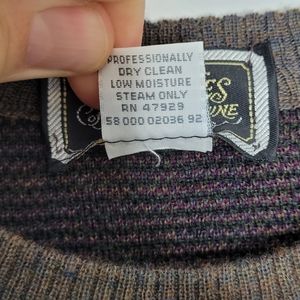 PROFESSIONALLY
DRY CLEAN
LOW MOISTURE
STEAM ONLY
RN 47929
58 000 02036 92